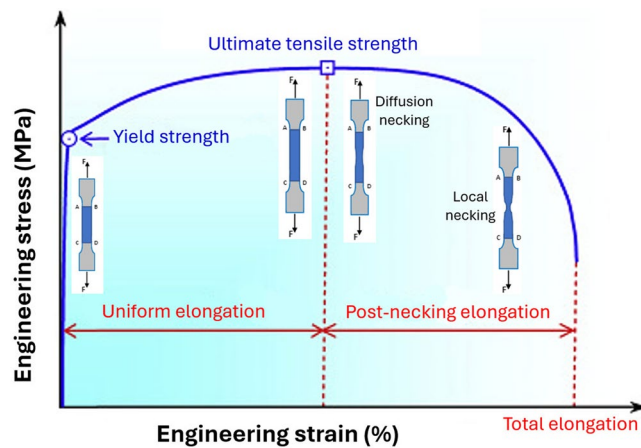 Ultimate tensile strength
Yield strength
Diffusion
necking
Local
necking
F
A B
C D
F
A B
C D
F
F
A B
C D
F
F
A B
C D
F
Uniform elongation
Post-necking elongation
Total elongation
Engineering stress (MPa)
Engineering strain (%)